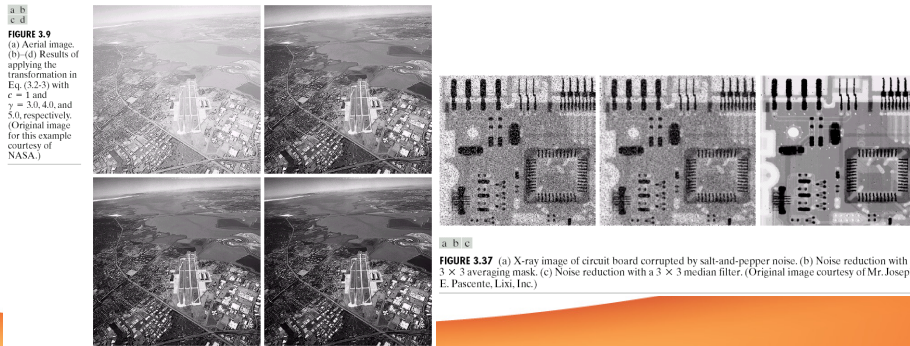 a b
c d
FIGURE 3.9
(a) Aerial image.
(b)–(d) Results of
applying the
transformation in
Eq. (3.2-3) with
c = 1 and
γ = 3.0, 4.0, and
5.0, respectively.
(Original image
for this example
courtesy of
NASA.)
a b c
FIGURE 3.37 (a) X-ray image of circuit board corrupted by salt-and-pepper noise. (b) Noise reduction with
3 × 3 averaging mask. (c) Noise reduction with a 3 × 3 median filter. (Original image courtesy of Mr. Josep
E. Pascente, Lixi, Inc.)